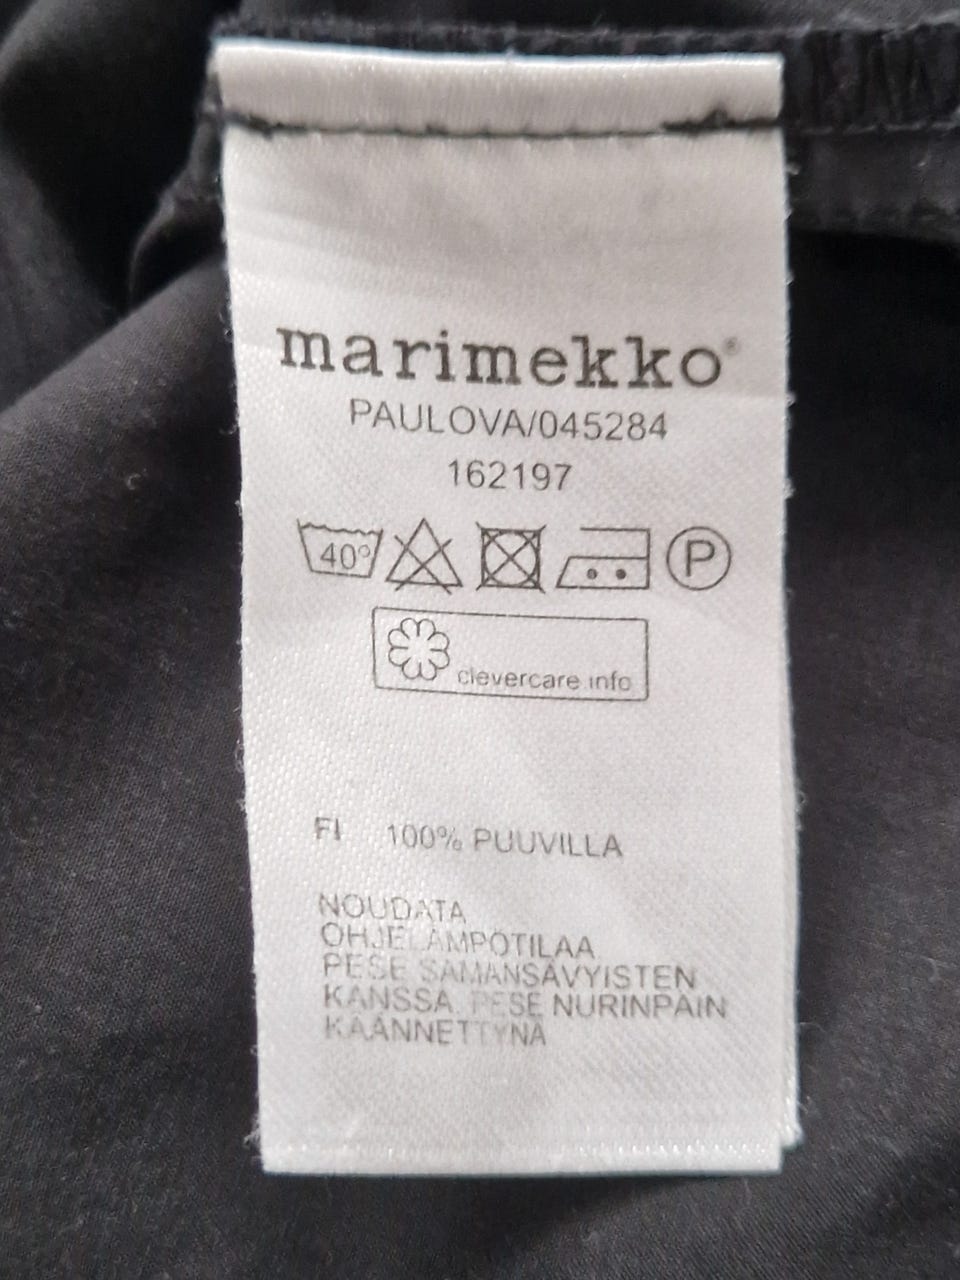 marimekko®
PAULOVA/045284
162197
40°
P
clevercare.info
FI 100% PUUVILLA
NOUDATA
OHJELÄMPÖTILAA
PESE SAMANSÄVYISTEN
KANSSA. PESE NURINPÄIN
KÄÄNNETTYNÄ